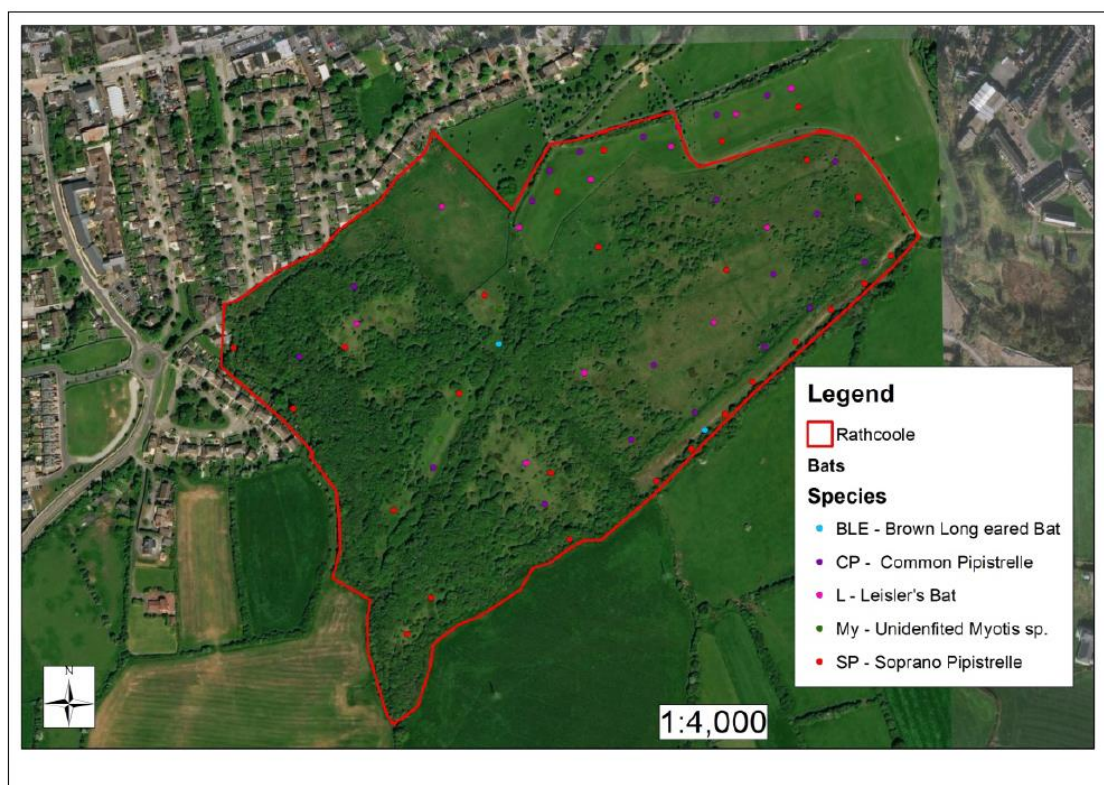 Legend
Rathcoole
Bats
Species
BLE - Brown Long eared Bat
CP - Common Pipistrelle
L - Leisler's Bat
My - Unidenfited Myotis sp.
SP - Soprano Pipistrelle
N
1:4,000